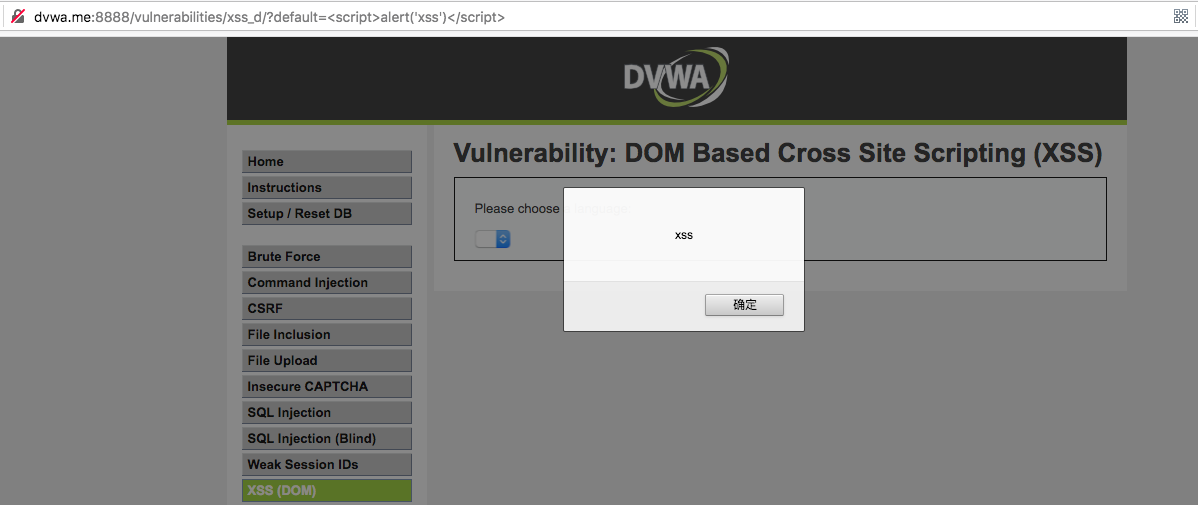 dvwa.me:8888/vulnerabilities/xss_d/?default=<script>alert('xss')</script>
DVWA
Vulnerability: DOM Based Cross Site Scripting (XSS)
Home
Instructions
Setup / Reset DB
Brute Force
Command Injection
CSRF
File Inclusion
File Upload
Insecure CAPTCHA
SQL Injection
SQL Injection (Blind)
Weak Session IDs
XSS (DOM)
Please choose a language:
xss
确定